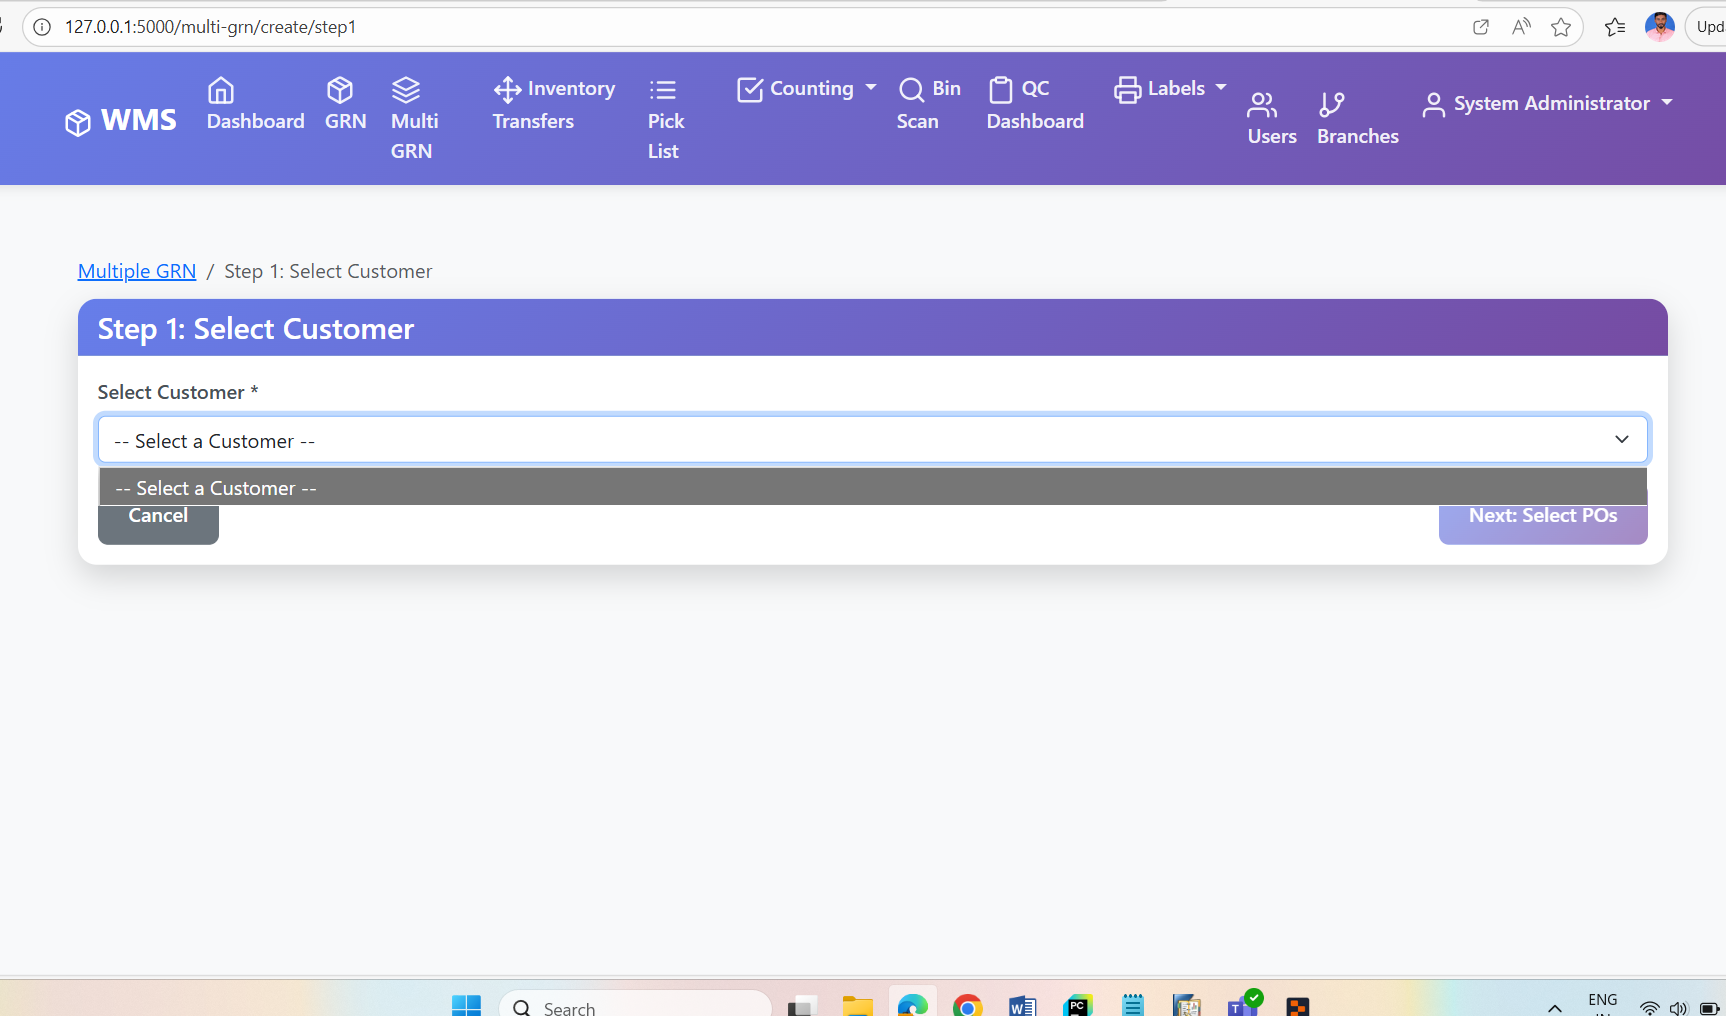 127.0.0.1:5000/multi-grn/create/step1
WMS
Dashboard
GRN
Multi
GRN
Inventory
Transfers
Pick
List
Counting
Bin
Scan
QC
Dashboard
Labels
Users
Branches
System Administrator
Multiple GRN / Step 1: Select Customer
Step 1: Select Customer
Select Customer *
-- Select a Customer --
-- Select a Customer --
Cancel
Next: Select POs
Search
ENG